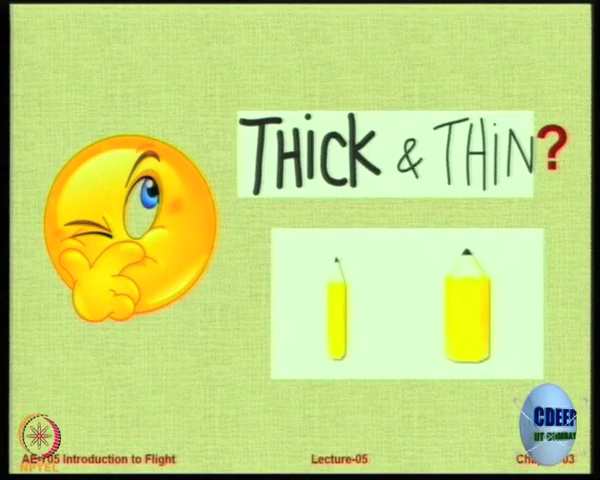 THicK & THiN?
CDEEP
IIT BOMBAY
AE-705 Introduction to Flight
Lecture-05
NPTEL